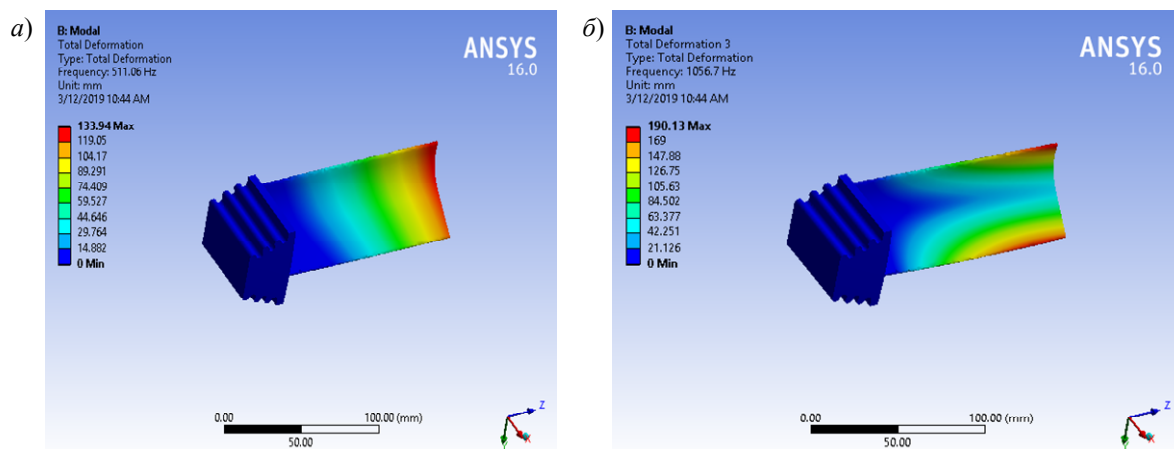 а)
B: Modal
Total Deformation
Type: Total Deformation
Frequency: 511.06 Hz
Unit: mm
3/12/2019 10:44 AM
ANSYS
16.0
133.94 Max
119.05
104.17
89.291
74.409
59.527
44.646
29.764
14.882
0 Min
0.00
100.00 (mm)
50.00
Z
X
б)
B: Modal
Total Deformation 3
Type: Total Deformation
Frequency: 1056.7 Hz
Unit: mm
3/12/2019 10:44 AM
ANSYS
16.0
190.13 Max
169
147.88
126.75
105.63
84.502
63.377
42.251
21.126
0 Min
0.00
100.00 (mm)
50.00
Z
X